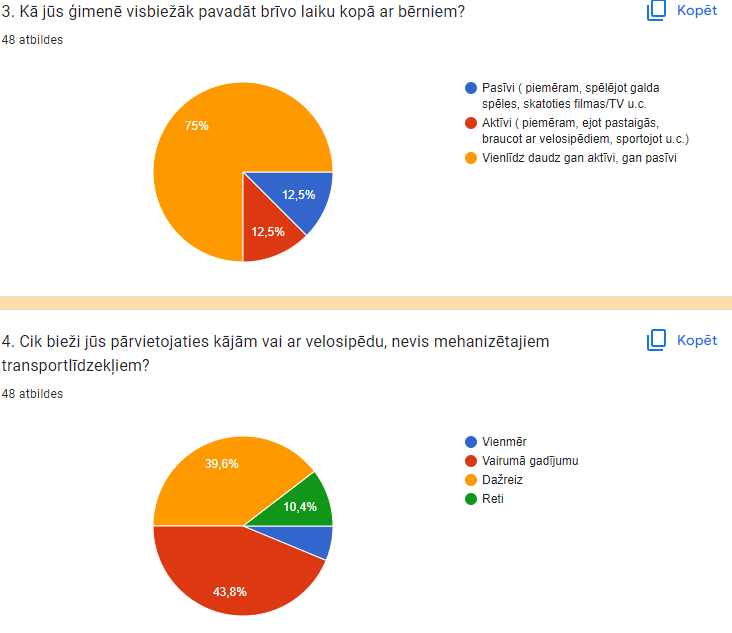 3. Kā jūs ģimenē visbiežāk pavadāt brīvo laiku kopā ar bērniem?
Kopēt
48 atbildes
Pasīvi ( piemēram, spēlējot galda
spēles, skatoties filmas/TV u.c.
Aktīvi ( piemēram, ejot pastaigās,
braucot ar velosipēdiem, sportojot u.c.)
Vienlīdz daudz gan aktīvi, gan pasīvi
75%
12,5%
12,5%
4. Cik bieži jūs pārvietojaties kājām vai ar velosipēdu, nevis mehanizētajiem
transportlīdzekļiem?
Kopēt
48 atbildes
Vienmēr
Vairumā gadījumu
Dažreiz
Reti
39,6%
10,4%
43,8%